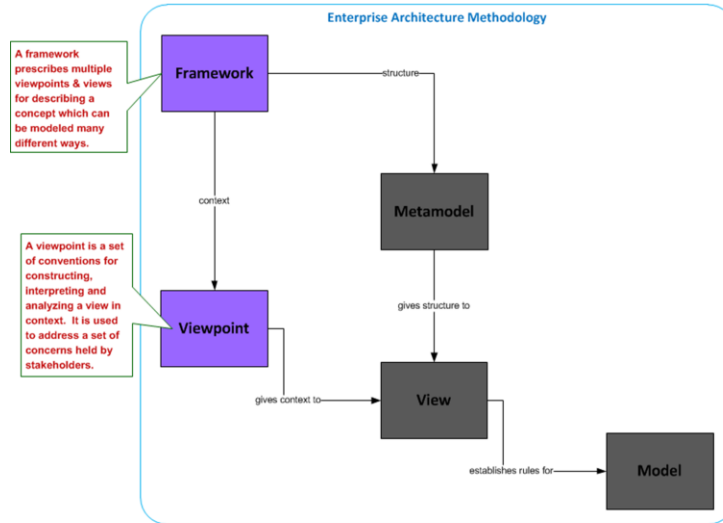 Enterprise Architecture Methodology
A framework
prescribes multiple
viewpoints & views
for describing a
concept which can
be modeled many
different ways.
Framework
structure
context
Metamodel
A viewpoint is a set
of conventions for
constructing,
interpreting and
analyzing a view in
context. It is used
to address a set of
concerns held by
stakeholders.
Viewpoint
gives structure to
gives context to
View
establishes rules for
Model